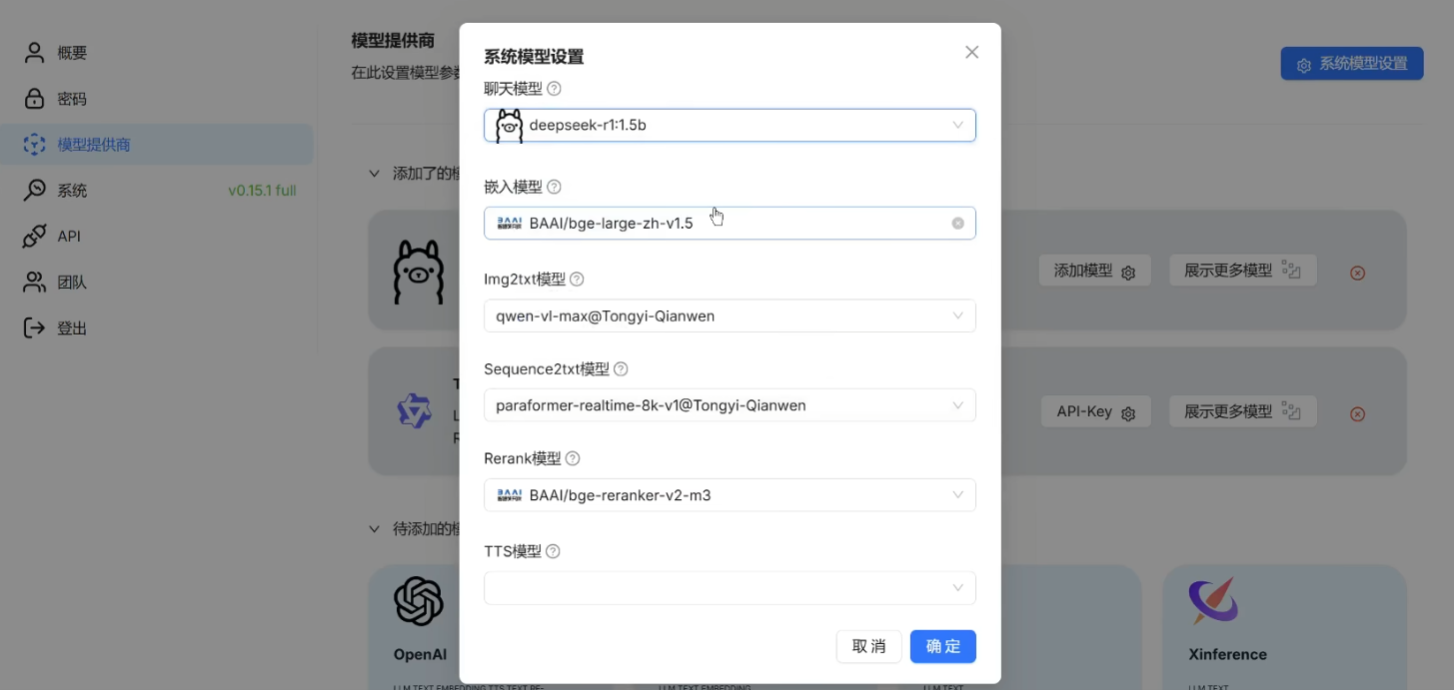 概要
密码
模型提供商
系统 v0.15.1 full
API
团队
登出
模型提供商
在此设置模型参数
系统模型设置
添加了的模
添加模型 展示更多模型
API-Key 展示更多模型
待添加的模
OpenAI
LLM TEXT EMBEDDING TTS TEXT RE-
LLM TEXT EMBEDDING
LLM TEXT
Xinference
LLM TEXT
系统模型设置
聊天模型
deepseek-r1:1.5b
嵌入模型
BAAI
BAAI/bge-large-zh-v1.5
Img2txt模型
qwen-vl-max@Tongyi-Qianwen
Sequence2txt模型
paraformer-realtime-8k-v1@Tongyi-Qianwen
Rerank模型
BAAI
BAAI/bge-reranker-v2-m3
TTS模型
取消 确定